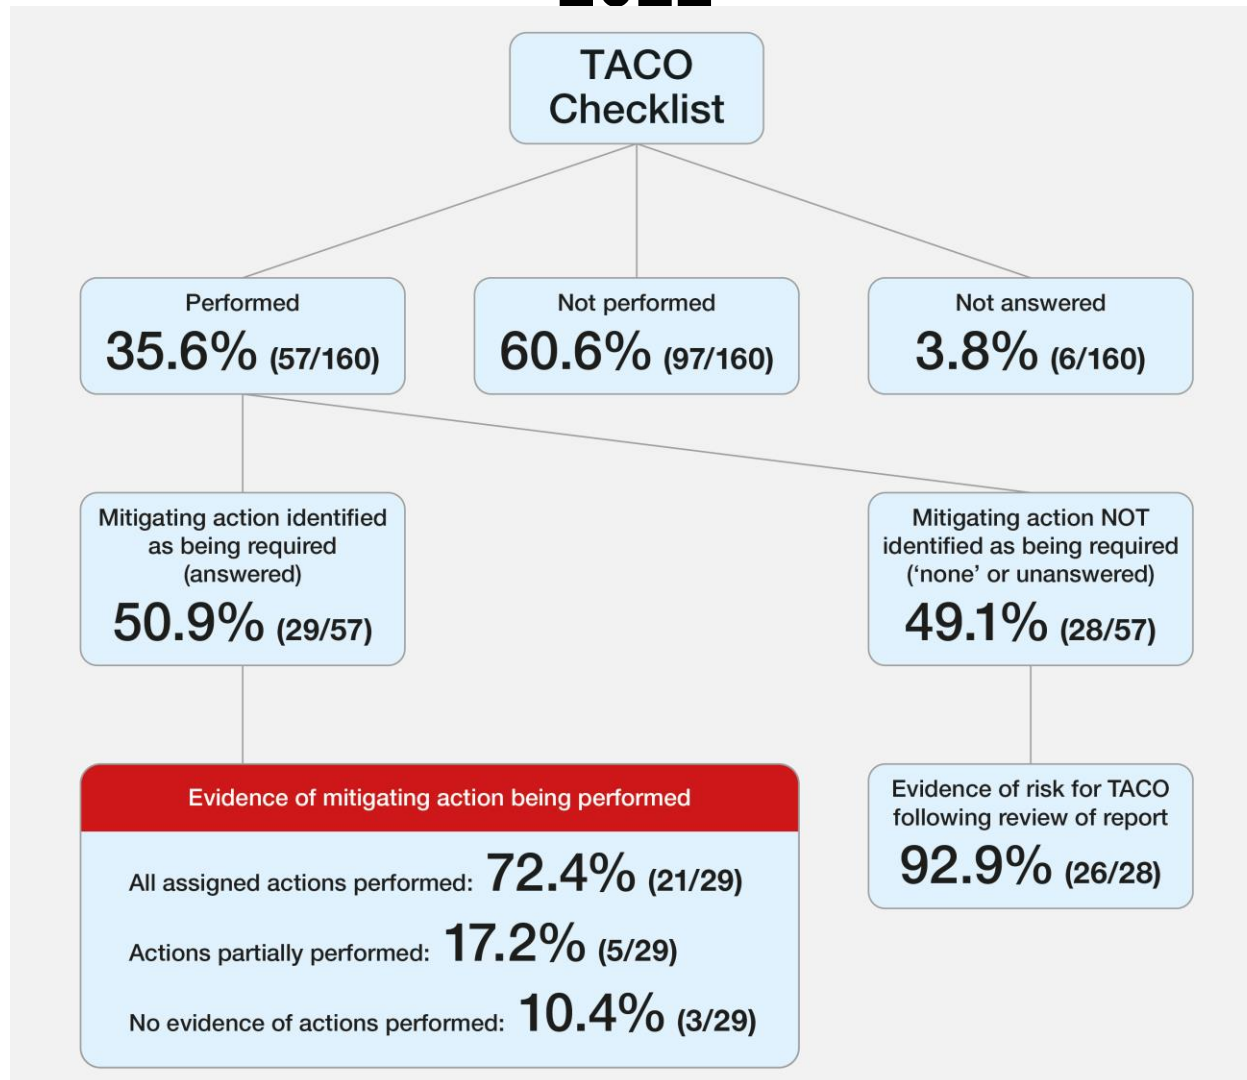 TACO
Checklist
Performed
35.6% (57/160)
Not performed
60.6% (97/160)
Not answered
3.8% (6/160)
Mitigating action identified
as being required
(answered)
50.9% (29/57)
Mitigating action NOT
identified as being required
(‘none’ or unanswered)
49.1% (28/57)
Evidence of mitigating action being performed
All assigned actions performed: 72.4% (21/29)
Actions partially performed: 17.2% (5/29)
No evidence of actions performed: 10.4% (3/29)
Evidence of risk for TACO
following review of report
92.9% (26/28)